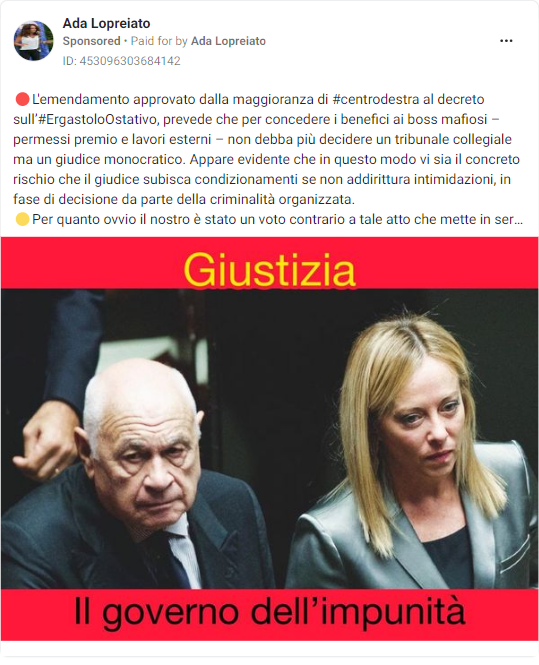 Ada Lopreiato
Sponsored • Paid for by Ada Lopreiato
ID: 453096303684142
🔴L'emendamento approvato dalla maggioranza di #centrodestra al decreto
sull'#ErgastoloOstativo, prevede che per concedere i benefici ai boss mafiosi –
permessi premio e lavori esterni – non debba più decidere un tribunale collegiale
ma un giudice monocratico. Appare evidente che in questo modo vi sia il concreto
rischio che il giudice subisca condizionamenti se non addirittura intimidazioni, in
fase di decisione da parte della criminalità organizzata.
🟡Per quanto ovvio il nostro è stato un voto contrario a tale atto che mette in ser...
Giustizia
Il governo dell'impunità